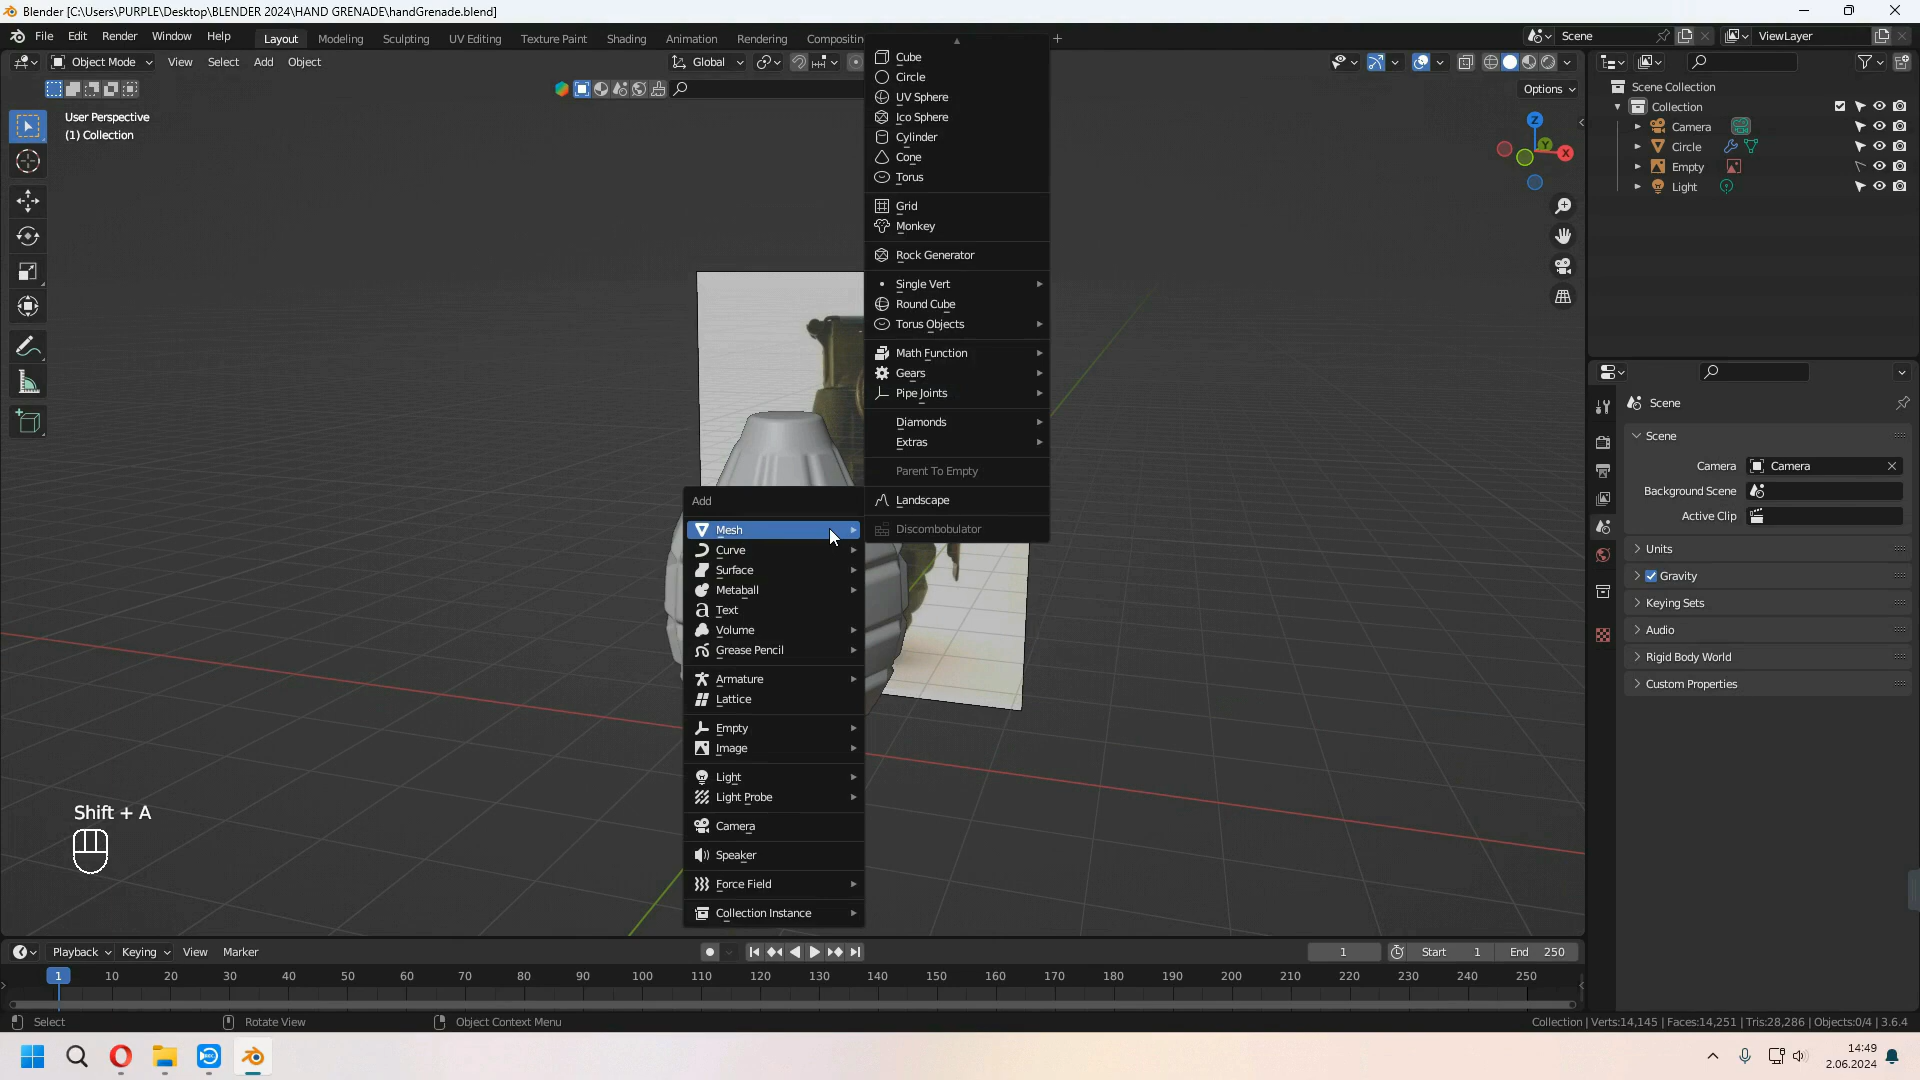 Blender [C:\Users\PURPLE\Desktop\BLENDER 2024\HAND GRENADE\handGrenade.blend]
File Edit Render Window Help Layout Modeling Sculpting UV Editing Texture Paint Shading Animation Rendering Compositin + Scene ViewLayer
Object Mode View Select Add Object Global
Options
User Perspective
(1) Collection
Z
Y
X
Cube
Circle
UV Sphere
Ico Sphere
Cylinder
Cone
Torus
Grid
Monkey
Rock Generator
Single Vert
Round Cube
Torus Objects
Math Function
Gears
Pipe Joints
Diamonds
Extras
Parent To Empty
Landscape
Discombobulator
Add
Mesh
Curve
Surface
Metaball
Text
Volume
Grease Pencil
Armature
Lattice
Empty
Image
Light
Light Probe
Camera
Speaker
Force Field
Collection Instance
Shift + A
Scene Collection
Collection
Camera
Circle
Empty
Light
Scene
Scene
Camera Camera
Background Scene
Active Clip
Units
Gravity
Keying Sets
Audio
Rigid Body World
Custom Properties
Playback Keying View Marker 1 Start 1 End 250
1 10 20 30 40 50 60 70 80 90 100 110 120 130 140 150 160 170 180 190 200 210 220 230 240 250
Select Rotate View Object Context Menu Collection | Verts:14,145 | Faces:14,251 | Tris:28,286 | Objects:0/4 | 3.6.4
REC
14:49
2.06.2024